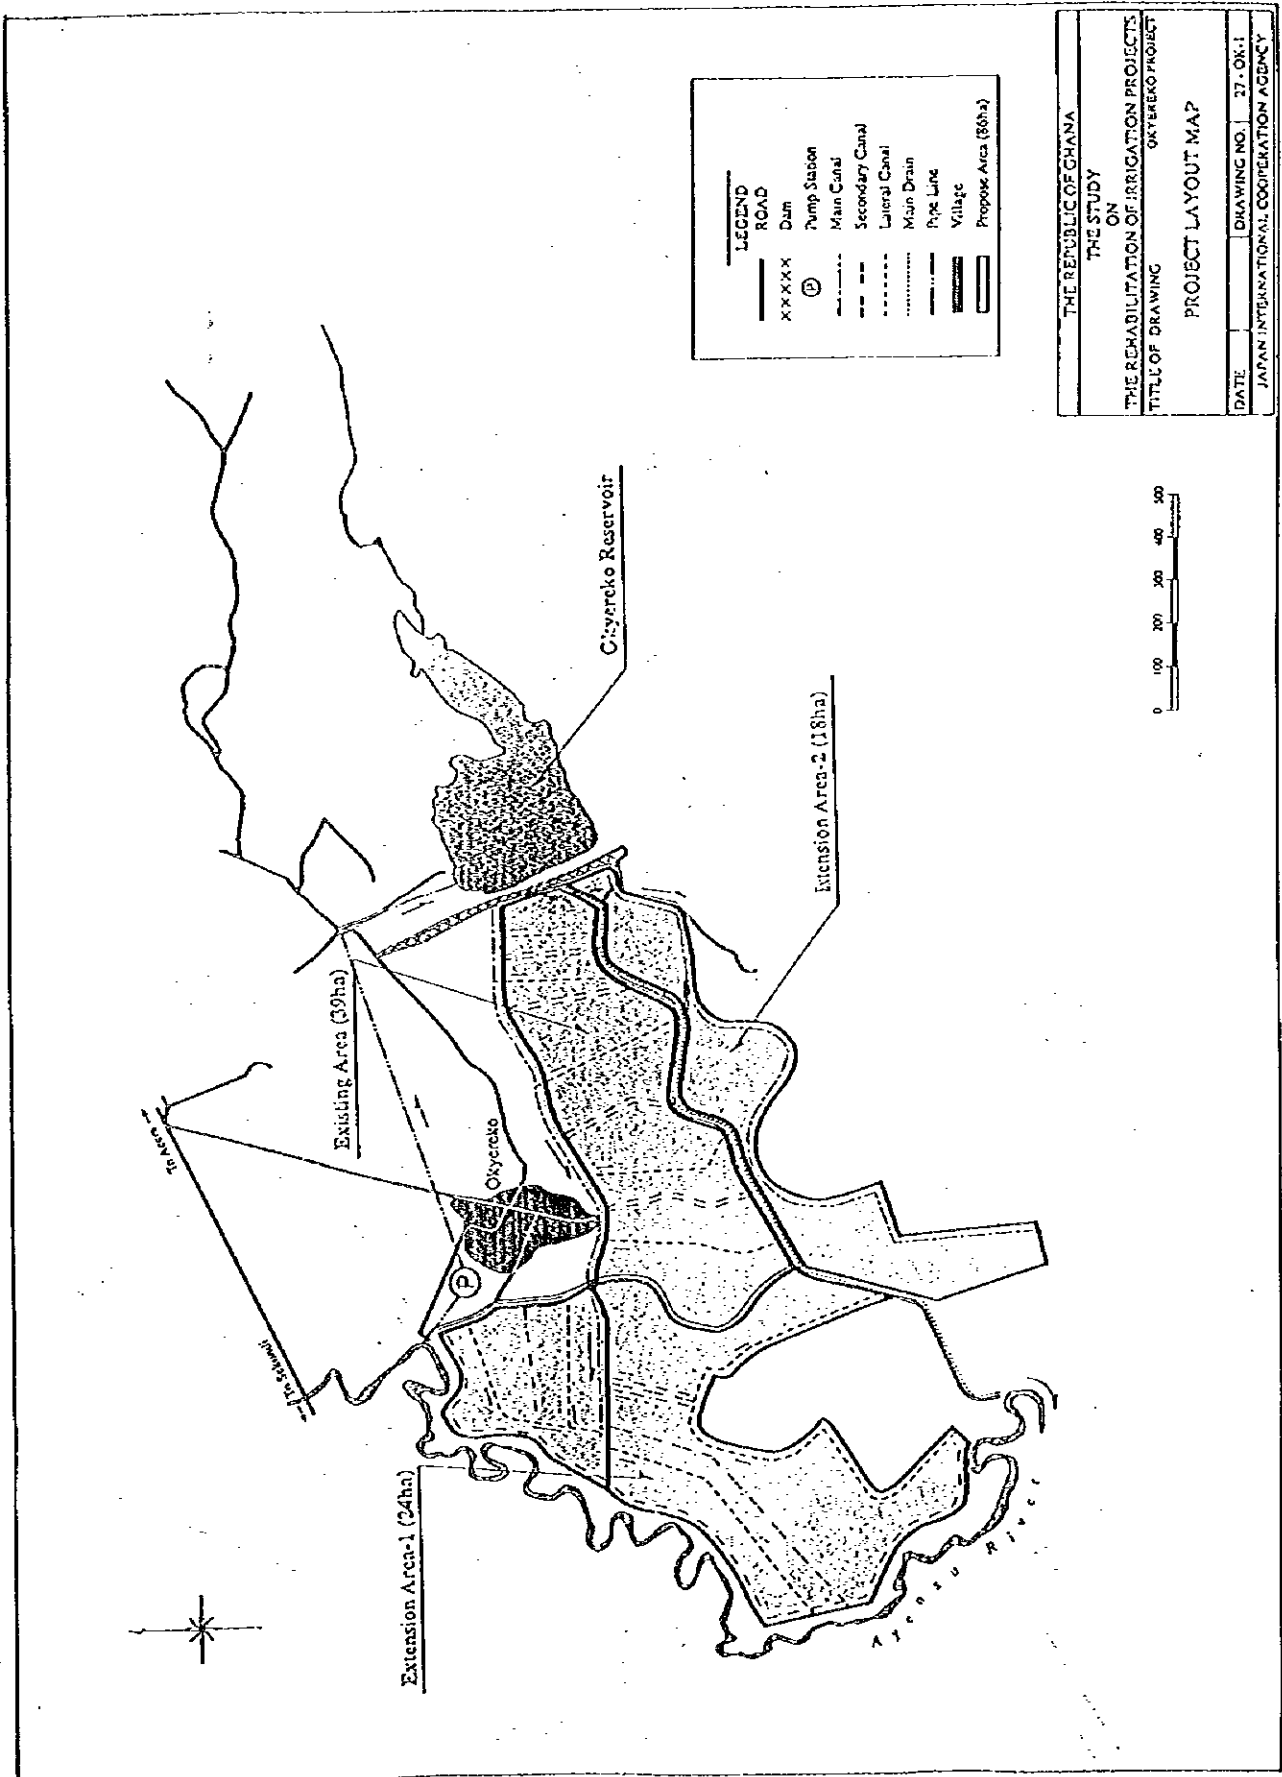 To Accra
Existing Area (39ha)
Okyereko
P
Extension Area-1 (24ha)
Okyereko Reservoir
Extension Area-2 (18ha)
Ayensu River
LEGEND
ROAD
Dam
P Pump Station
Main Canal
Secondary Canal
Lateral Canal
Main Drain
Pipe Line
Village
Propose Area (86ha)
0 100 200 300 400 500
THE REPUBLIC OF GHANA
THE STUDY
ON
THE REHABILITATION OF IRRIGATION PROJECTS
TITLE OF DRAWING OKYEREKO PROJECT
PROJECT LAYOUT MAP
DATE DRAWING NO. 27-OK-1
JAPAN INTERNATIONAL COOPERATION AGENCY